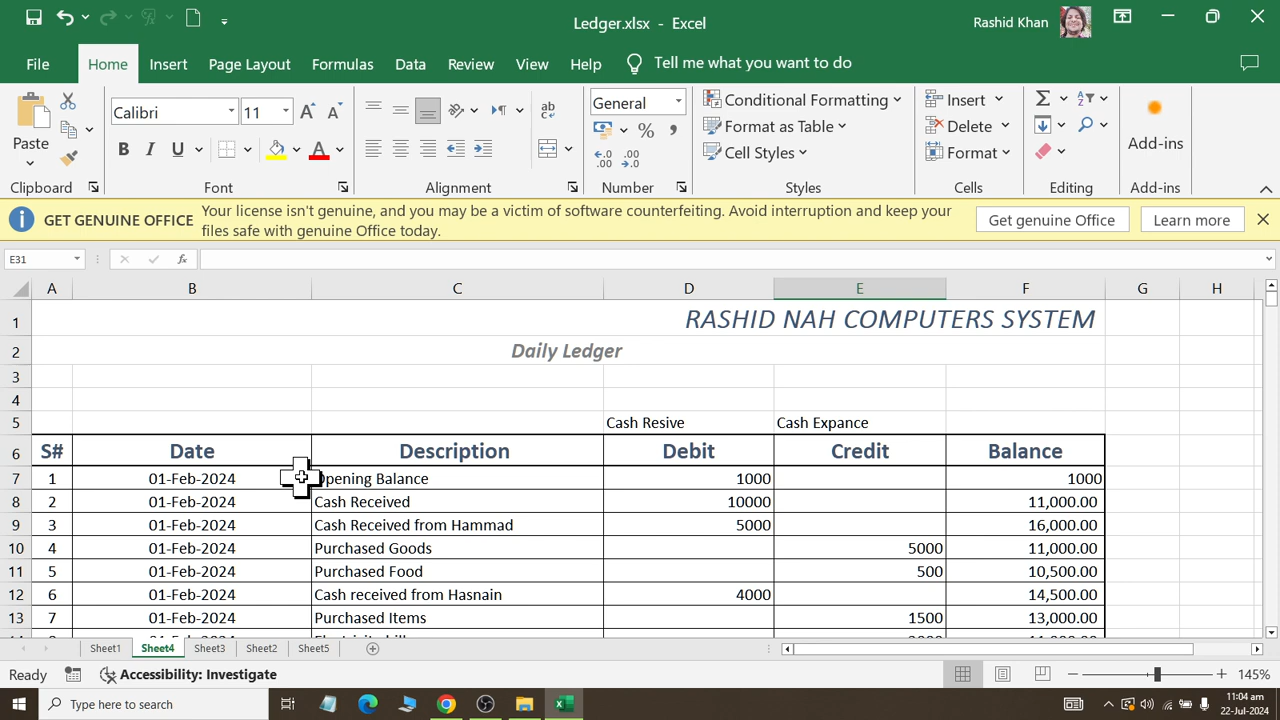 Ledger.xlsx - Excel
Rashid Khan
File Home Insert Page Layout Formulas Data Review View Help Tell me what you want to do
Paste
Calibri 11
B I U A
ab
General
% ,
Conditional Formatting
Format as Table
Cell Styles
Insert
Delete
Format
Add-ins
Clipboard Font Alignment Number Styles Cells Editing Add-ins
GET GENUINE OFFICE Your license isn't genuine, and you may be a victim of software counterfeiting. Avoid interruption and keep your
files safe with genuine Office today.
Get genuine Office Learn more
E31 fx
A B C D E F G H
1 RASHID NAH COMPUTERS SYSTEM
2 Daily Ledger
3
4
5 Cash Resive Cash Expance
6 S# Date Description Debit Credit Balance
7 1 01-Feb-2024 Opening Balance 1000 1000
8 2 01-Feb-2024 Cash Received 10000 11,000.00
9 3 01-Feb-2024 Cash Received from Hammad 5000 16,000.00
10 4 01-Feb-2024 Purchased Goods 5000 11,000.00
11 5 01-Feb-2024 Purchased Food 500 10,500.00
12 6 01-Feb-2024 Cash received from Hasnain 4000 14,500.00
13 7 01-Feb-2024 Purchased Items 1500 13,000.00
Sheet1 Sheet4 Sheet3 Sheet2 Sheet5
Ready Accessibility: Investigate 145%
Type here to search
11:04 am
22-Jul-2024